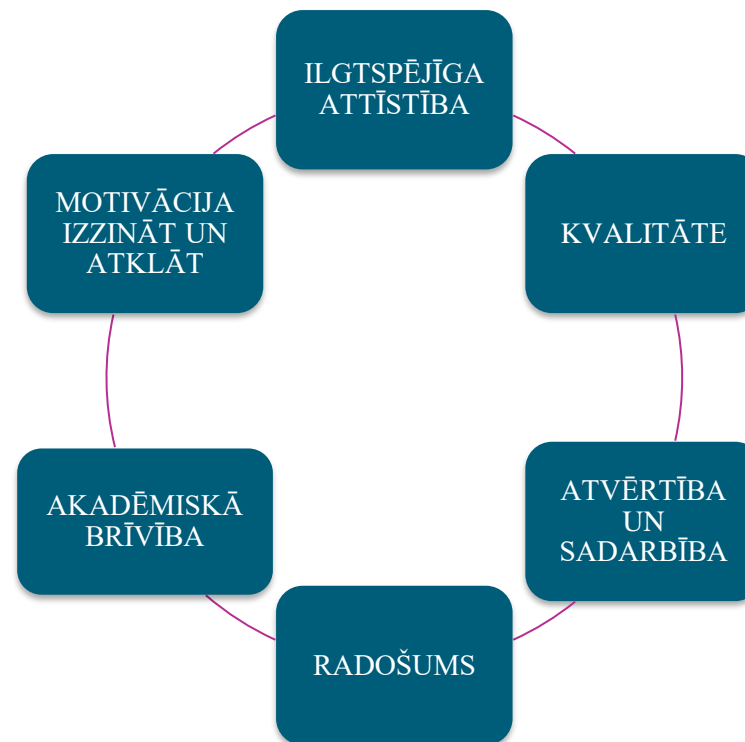 ILGTSPĒJĪGA
ATTĪSTĪBA
KVALITĀTE
ATVĒRTĪBA
UN
SADARBĪBA
RADOŠUMS
AKADĒMISKĀ
BRĪVĪBA
MOTIVĀCIJA
IZZINĀT UN
ATKLĀT